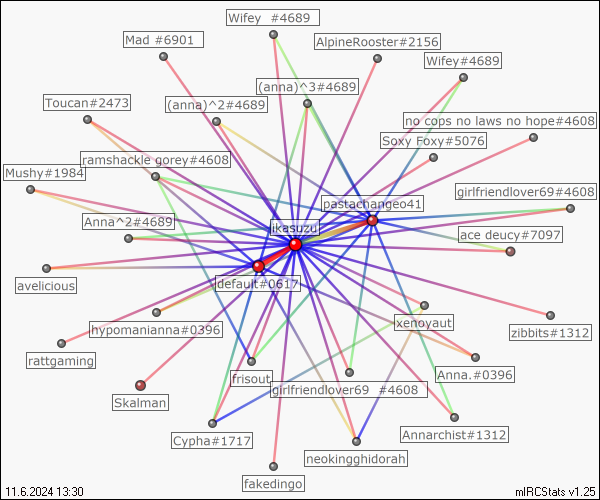 Wifey  #4689
Mad #6901
AlpineRooster#2156
Wifey#4689
(anna)^3#4689
Toucan#2473
(anna)^2#4689
no cops no laws no hope#4608
Soxy Foxy#5076
ramshackle gorey#4608
Mushy#1984
girlfriendlover69#4608
pastachangeo41
Anna^2#4689
likasuzu
ace deucy#7097
avelicious
default#0617
hypomanianna#0396
xenoyaut
zibbits#1312
rattgaming
frisout
Anna.#0396
girlfriendlover69  #4608
Skalman
Cypha#1717
Annarchist#1312
neokingghidorah
fakedingo
11.6.2024 13:30
mIRCStats v1.25